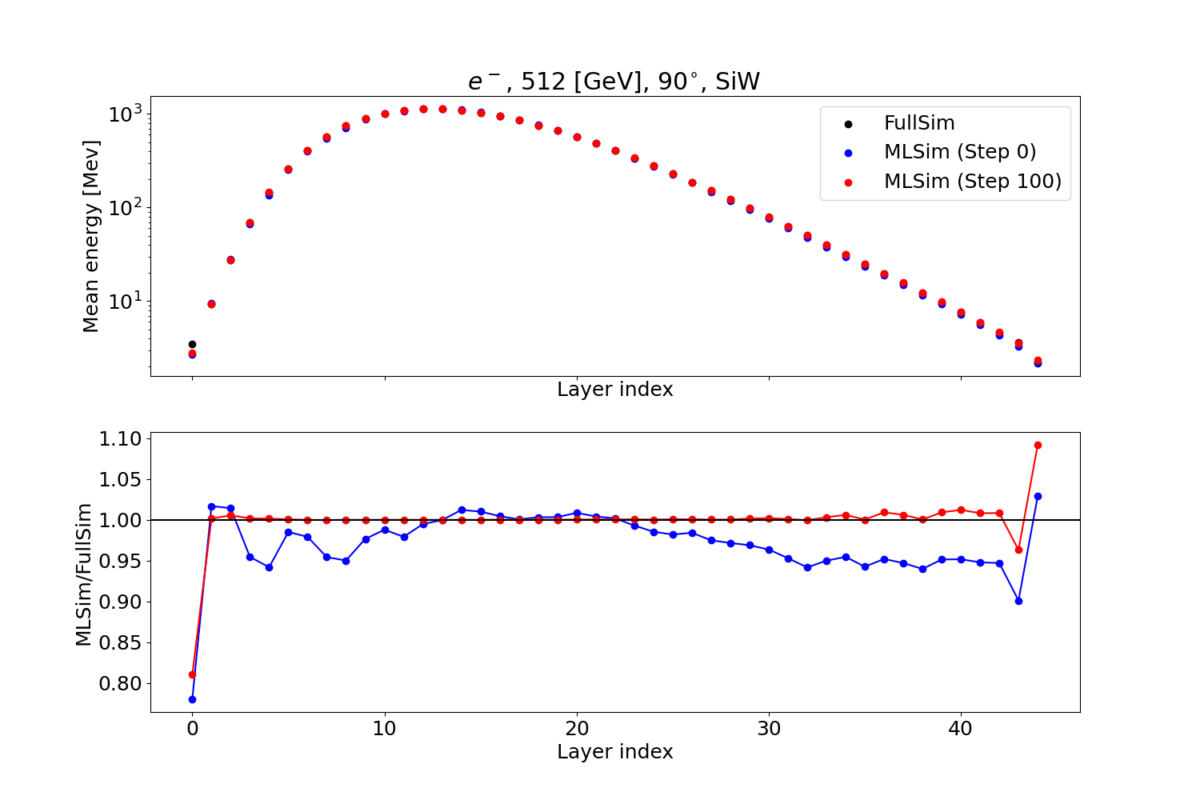 e⁻, 512 [GeV], 90°, SiW
10³
10²
10¹
Mean energy [Mev]
FullSim
MLSim (Step 0)
MLSim (Step 100)
Layer index
1.10
1.05
1.00
0.95
0.90
0.85
0.80
MLSim/FullSim
0 10 20 30 40
Layer index